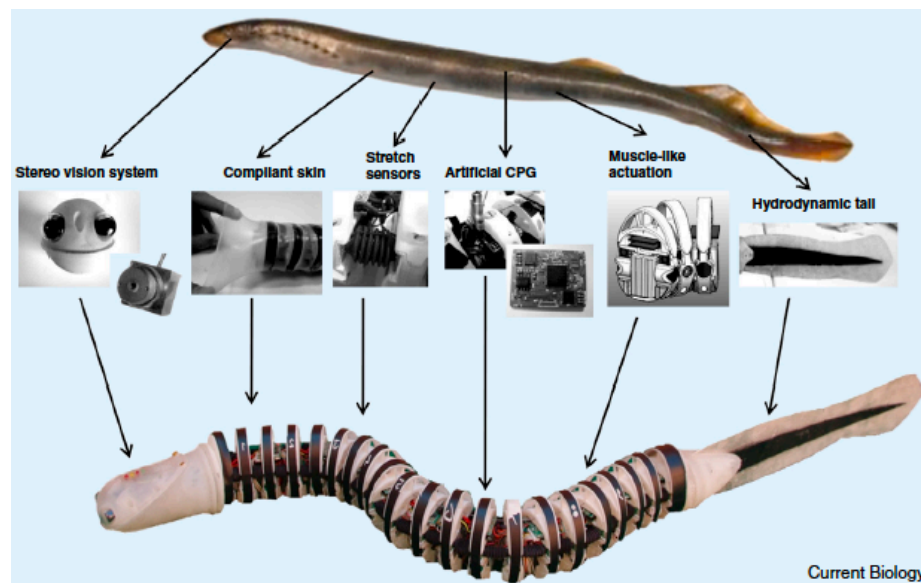 Stereo vision system
Compliant skin
Stretch
sensors
Artificial CPG
Muscle-like
actuation
Hydrodynamic tail
Current Biology